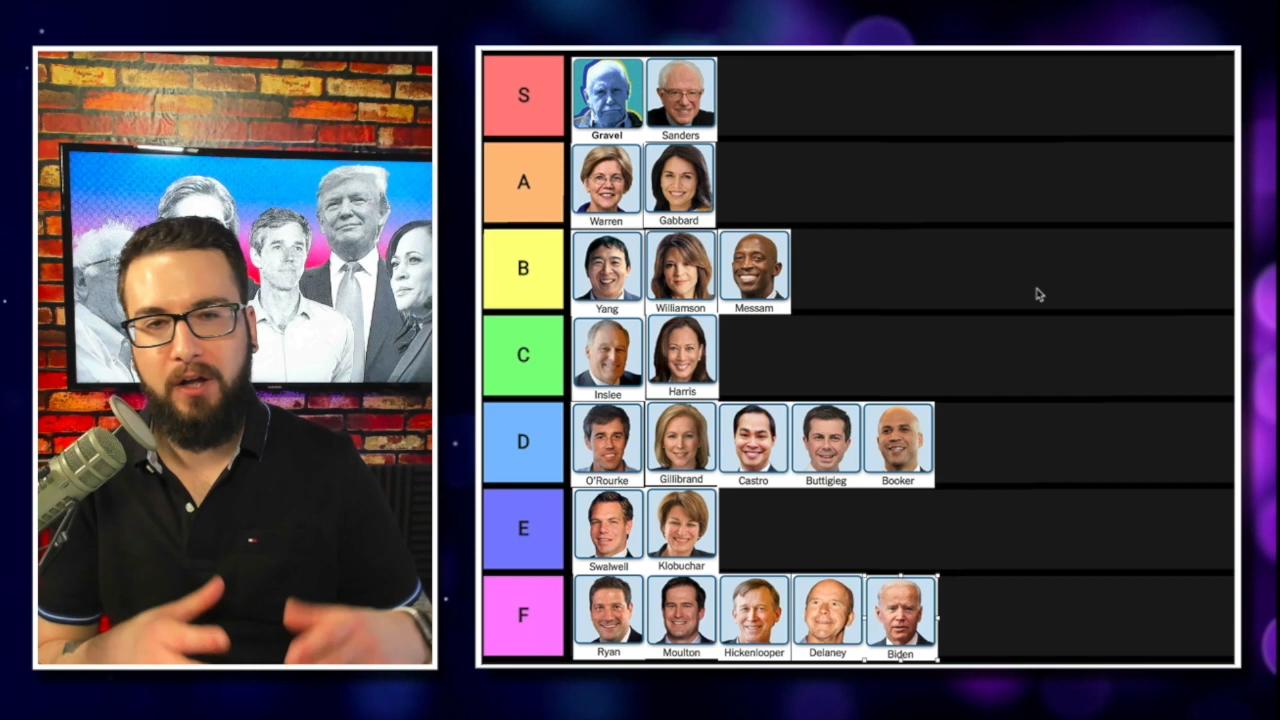 S
Gravel Sanders
A
Warren Gabbard
B
Yang Williamson Messam
C
Inslee Harris
D
O'Rourke Gillibrand Castro Buttigieg Booker
E
Swalwell Klobuchar
F
Ryan Moulton Hickenlooper Delaney Biden